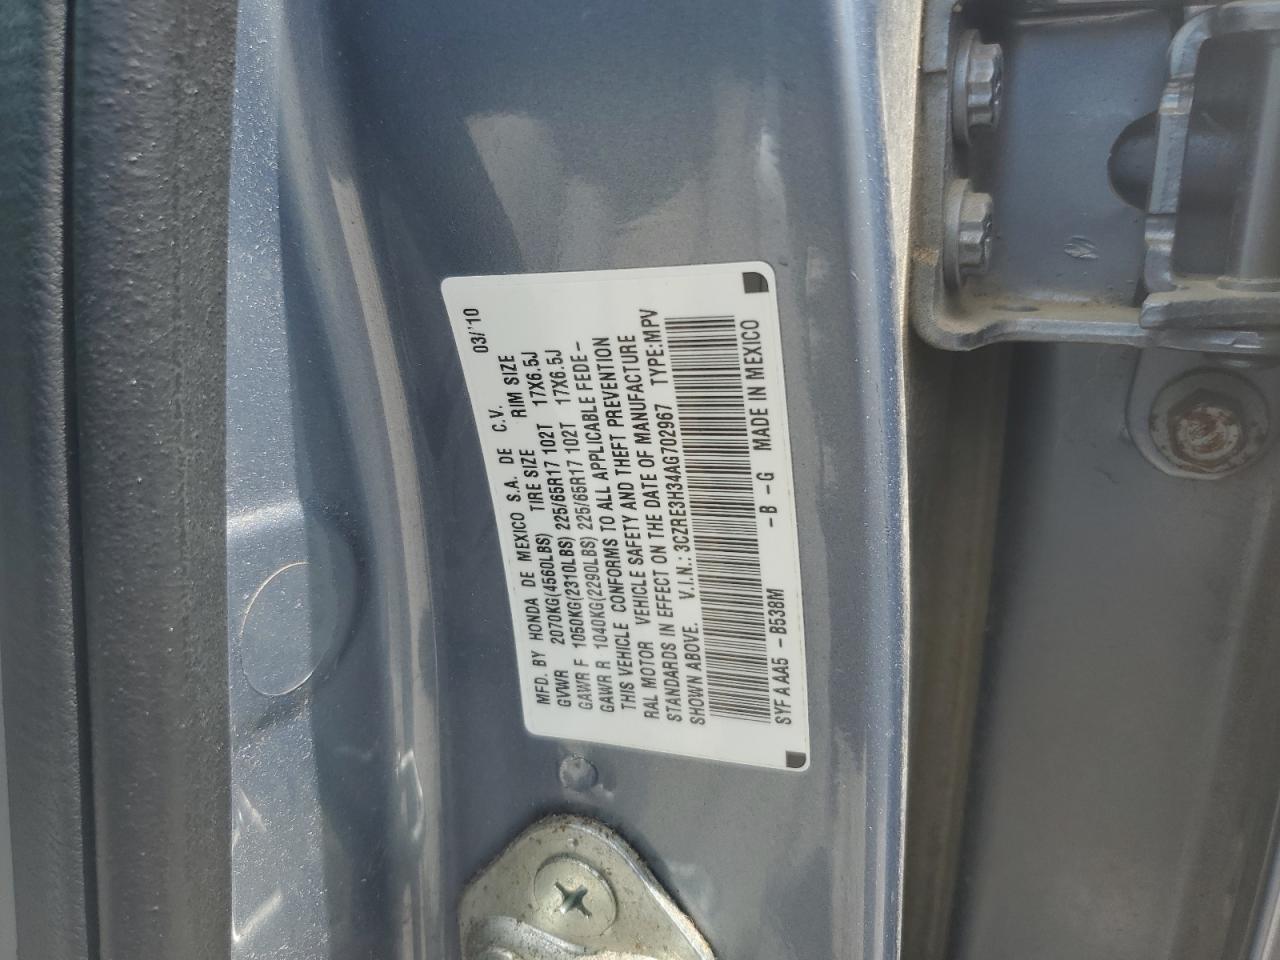 MFD. BY HONDA DE MEXICO S.A. DE C.V. 03/'10
GVWR 2070KG(4560LBS) TIRE SIZE RIM SIZE
GAWR F 1050KG(2310LBS) 225/65R17 102T 17X6.5J
GAWR R 1040KG(2290LBS) 225/65R17 102T 17X6.5J
THIS VEHICLE CONFORMS TO ALL APPLICABLE FEDE-
RAL MOTOR VEHICLE SAFETY AND THEFT PREVENTION
STANDARDS IN EFFECT ON THE DATE OF MANUFACTURE
SHOWN ABOVE. V.I.N.: 3CZRE3H34AG702967 TYPE:MPV
SYF A AA5 - B538M - B - G MADE IN MEXICO